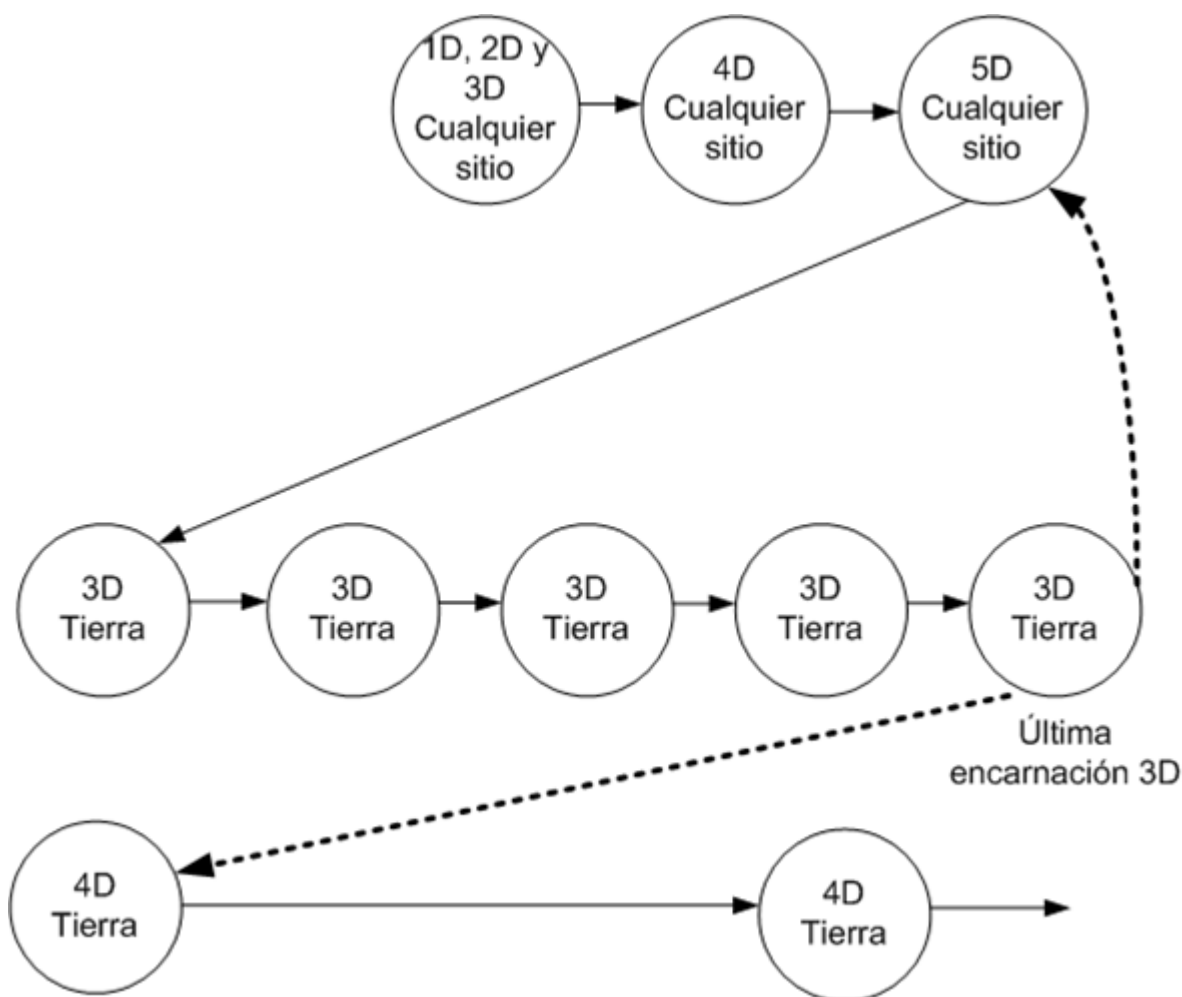 1D, 2D y
3D
Cualquier
sitio
4D
Cualquier
sitio
5D
Cualquier
sitio
3D
Tierra
3D
Tierra
3D
Tierra
3D
Tierra
3D
Tierra
Última
encarnación 3D
4D
Tierra
4D
Tierra